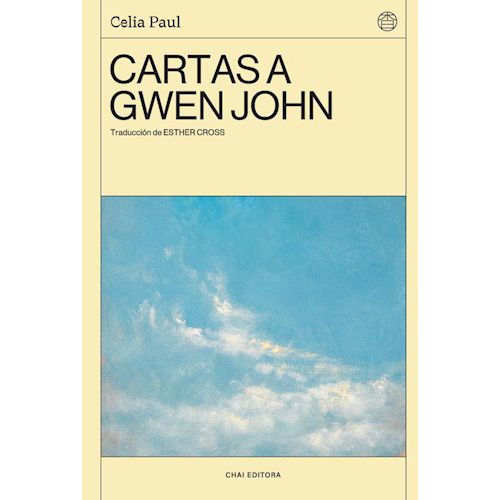 Celia Paul
CARTAS A
GWEN JOHN
Traducción de ESTHER CROSS
CHAI EDITORA